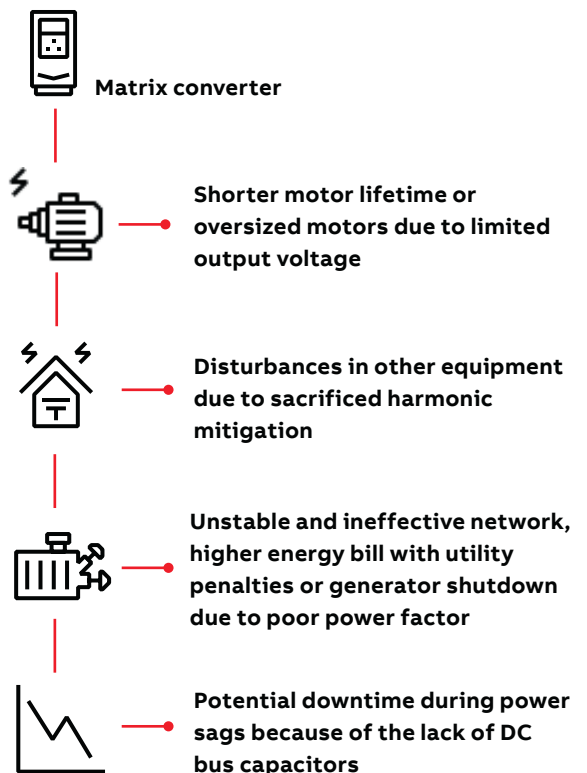 Matrix converter
Shorter motor lifetime or
oversized motors due to limited
output voltage
Disturbances in other equipment
due to sacrificed harmonic
mitigation
Unstable and ineffective network,
higher energy bill with utility
penalties or generator shutdown
due to poor power factor
Potential downtime during power
sags because of the lack of DC
bus capacitors